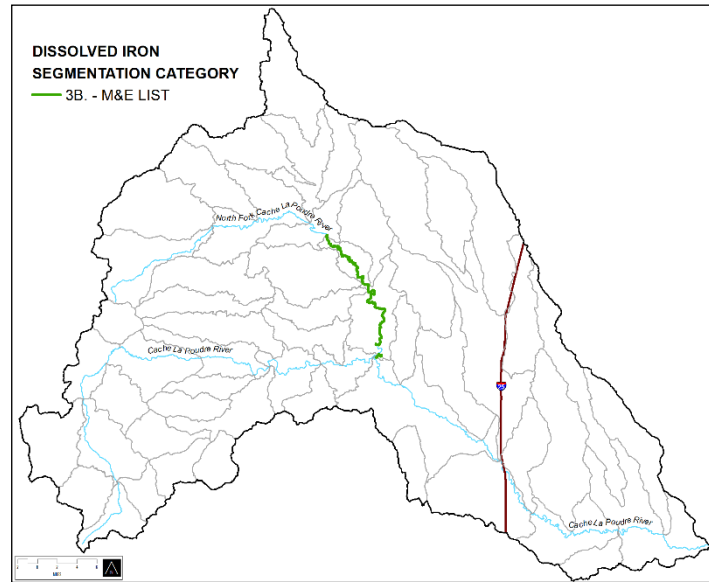 DISSOLVED IRON
SEGMENTATION CATEGORY
3B. - M&E LIST
North Fork Cache La Poudre River
Cache La Poudre River
Cache La Poudre River